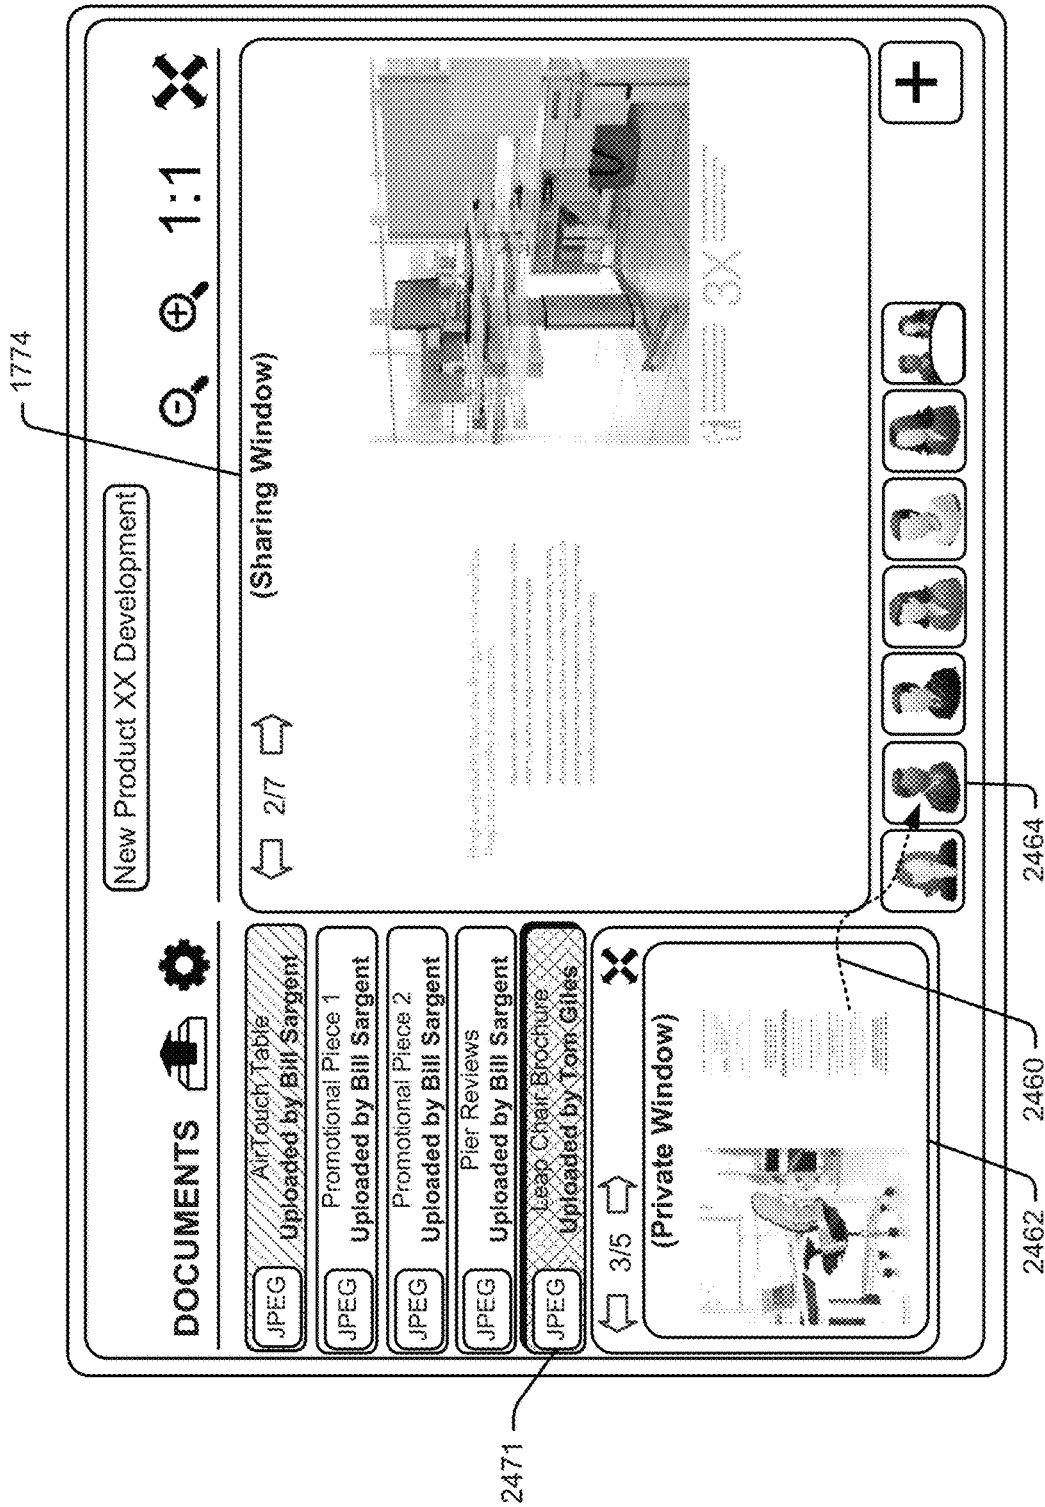 1774
New Product XX Development
DOCUMENTS
1:1
JPEG
Air Touch Table
Uploaded by Bill Sargent
JPEG
Promotional Piece 1
Uploaded by Bill Sargent
JPEG
Promotional Piece 2
Uploaded by Bill Sargent
JPEG
Pier Reviews
Uploaded by Bill Sargent
JPEG
Leap Chair Brochure
Uploaded by Tom Giles
2471
3/5
(Private Window)
2/7
(Sharing Window)
3X
2462
2460
2464